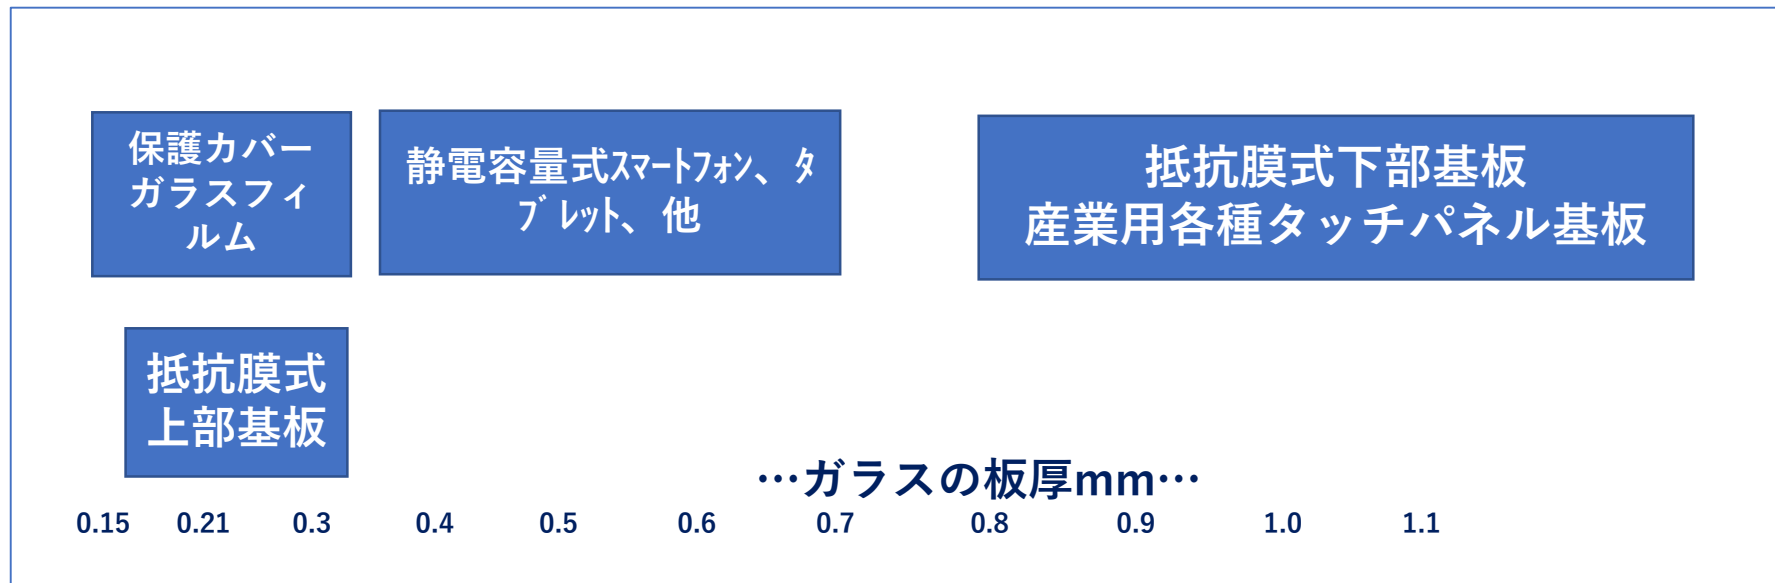 保護カバー
ガラスフィ
ルム
静電容量式ｽﾏｰﾄﾌｫﾝ、ﾀ
ﾌﾞﾚｯﾄ、他
抵抗膜式下部基板
産業用各種タッチパネル基板
抵抗膜式
上部基板
…ガラスの板厚mm…
0.15 0.21 0.3 0.4 0.5 0.6 0.7 0.8 0.9 1.0 1.1